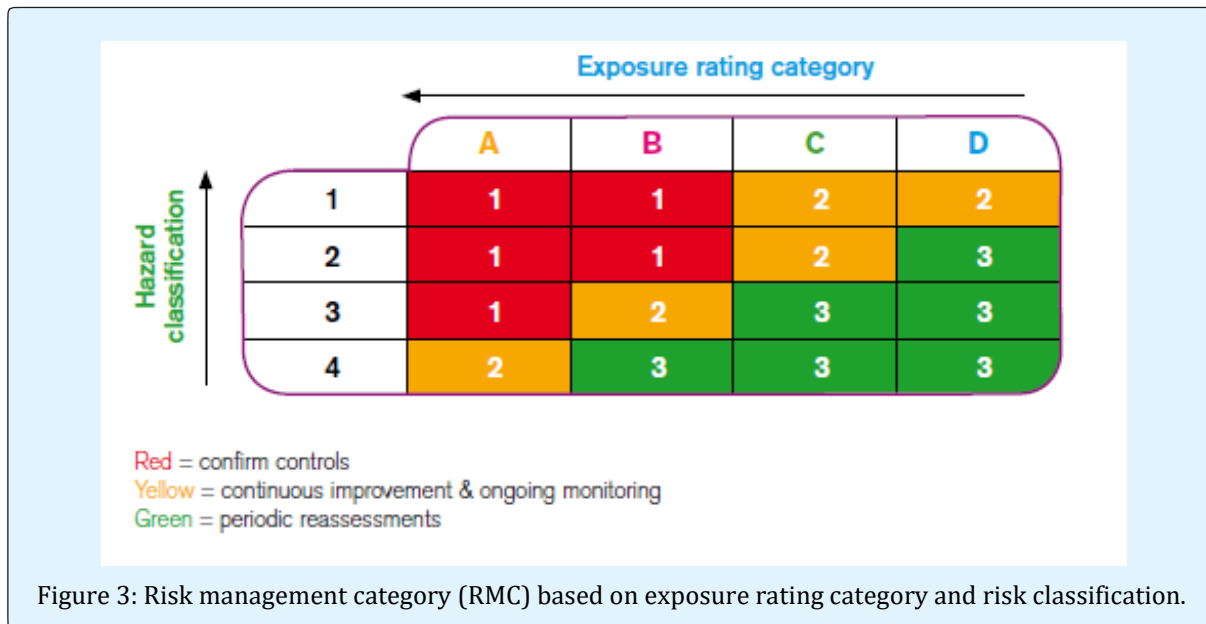 Exposure rating category
A B C D
Hazard
classification
1 1 1 2 2
2 1 1 2 3
3 1 2 3 3
4 2 3 3 3
Red = confirm controls
Yellow = continuous improvement & ongoing monitoring
Green = periodic reassessments
Figure 3: Risk management category (RMC) based on exposure rating category and risk classification.